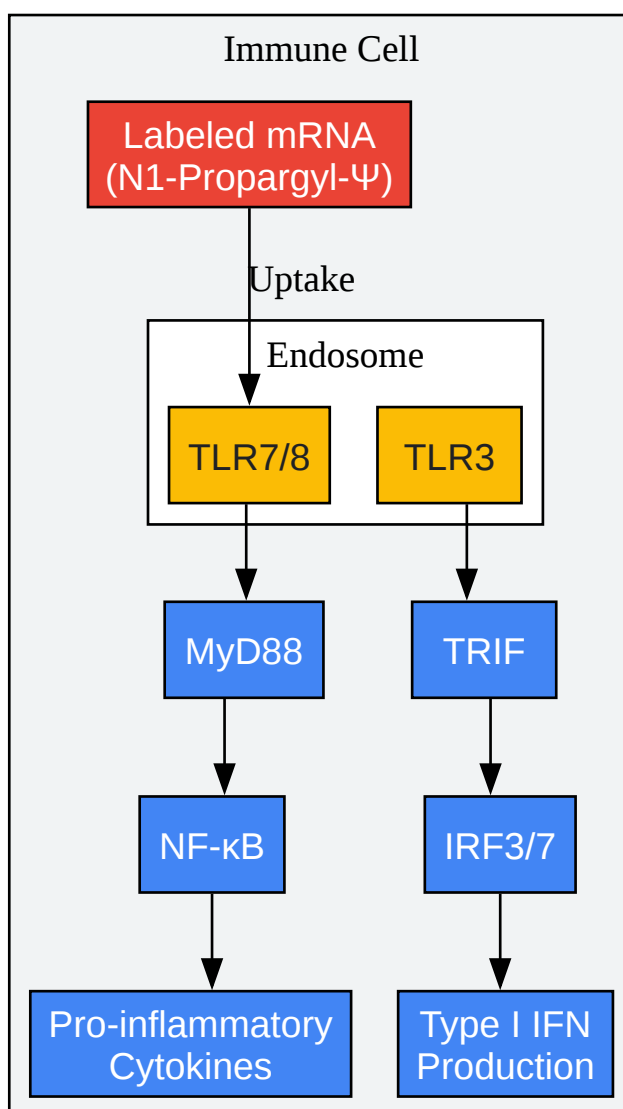 Immune Cell
Labeled mRNA
(N1-Propargyl-Ψ)
Uptake
Endosome
TLR7/8
TLR3
MyD88
TRIF
NF-κB
IRF3/7
Pro-inflammatory
Cytokines
Type I IFN
Production